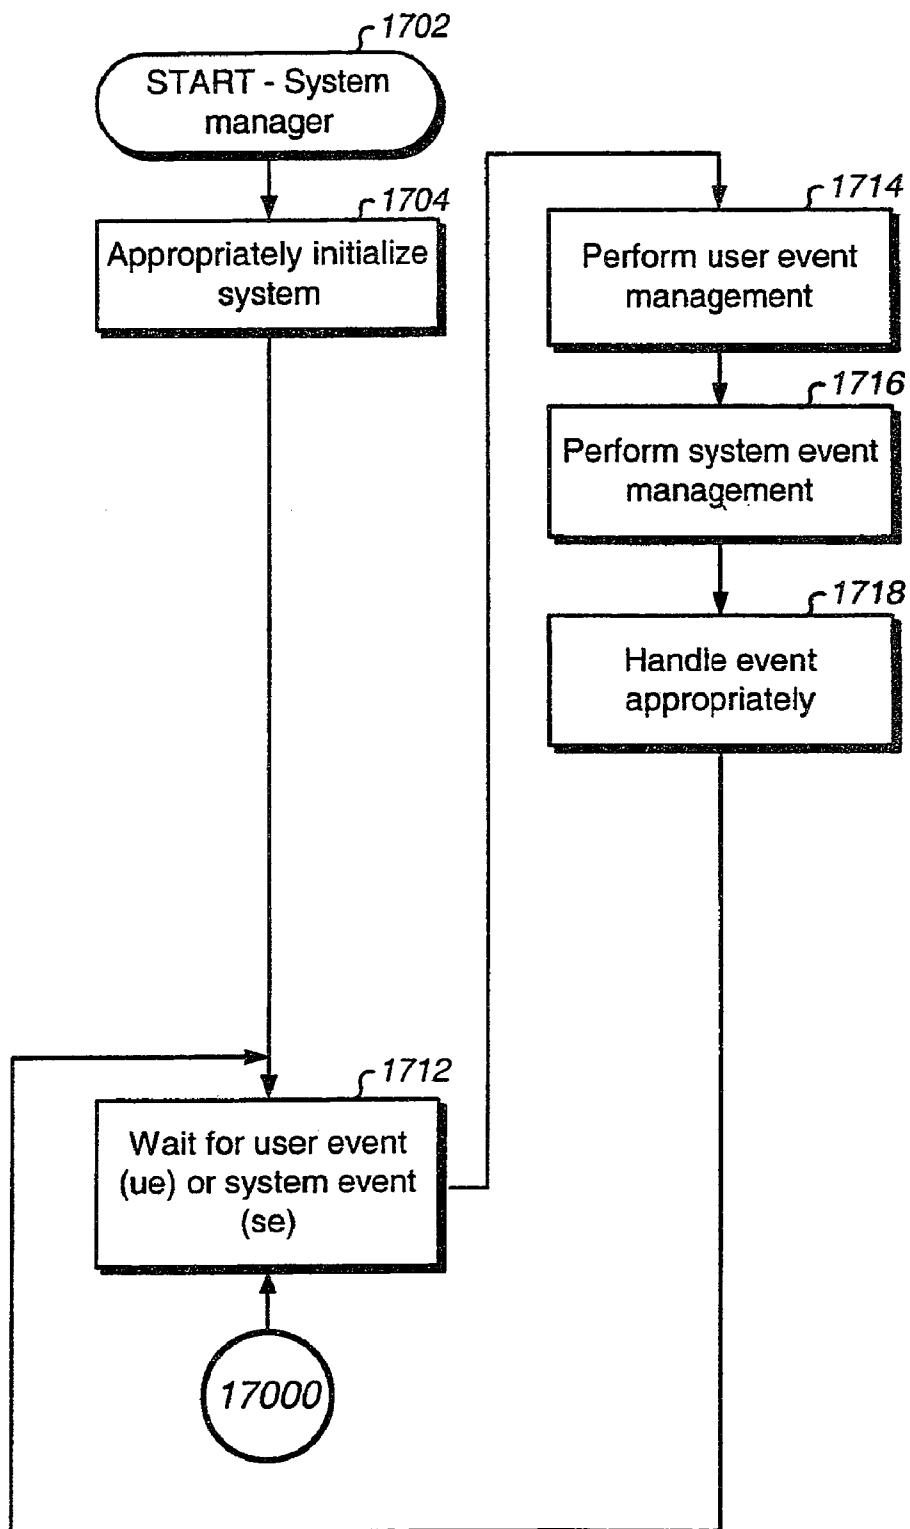 1702
START - System
manager
1704
Appropriately initialize
system
1712
Wait for user event
(ue) or system event
(se)
17000
1714
Perform user event
management
1716
Perform system event
management
1718
Handle event
appropriately